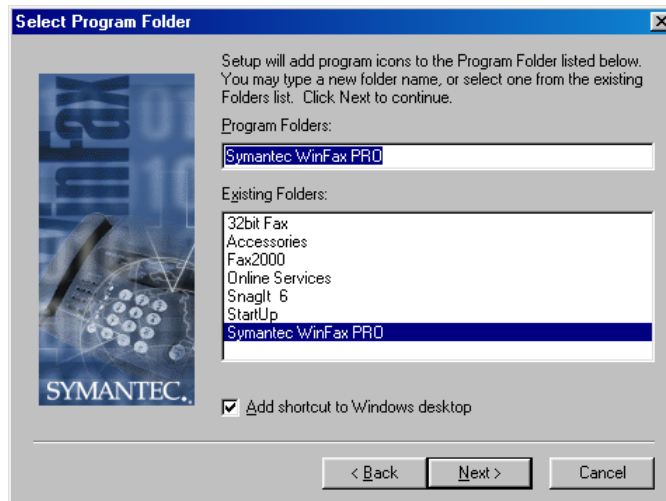 Select Program Folder
Setup will add program icons to the Program Folder listed below.
You may type a new folder name, or select one from the existing
Folders list.  Click Next to continue.
Program Folders:
Symantec WinFax PRO
Existing Folders:
32bit Fax
Accessories
Fax2000
Online Services
SnagIt  6
StartUp
Symantec WinFax PRO
WinFax
SYMANTEC.
Add shortcut to Windows desktop
< Back
Next >
Cancel